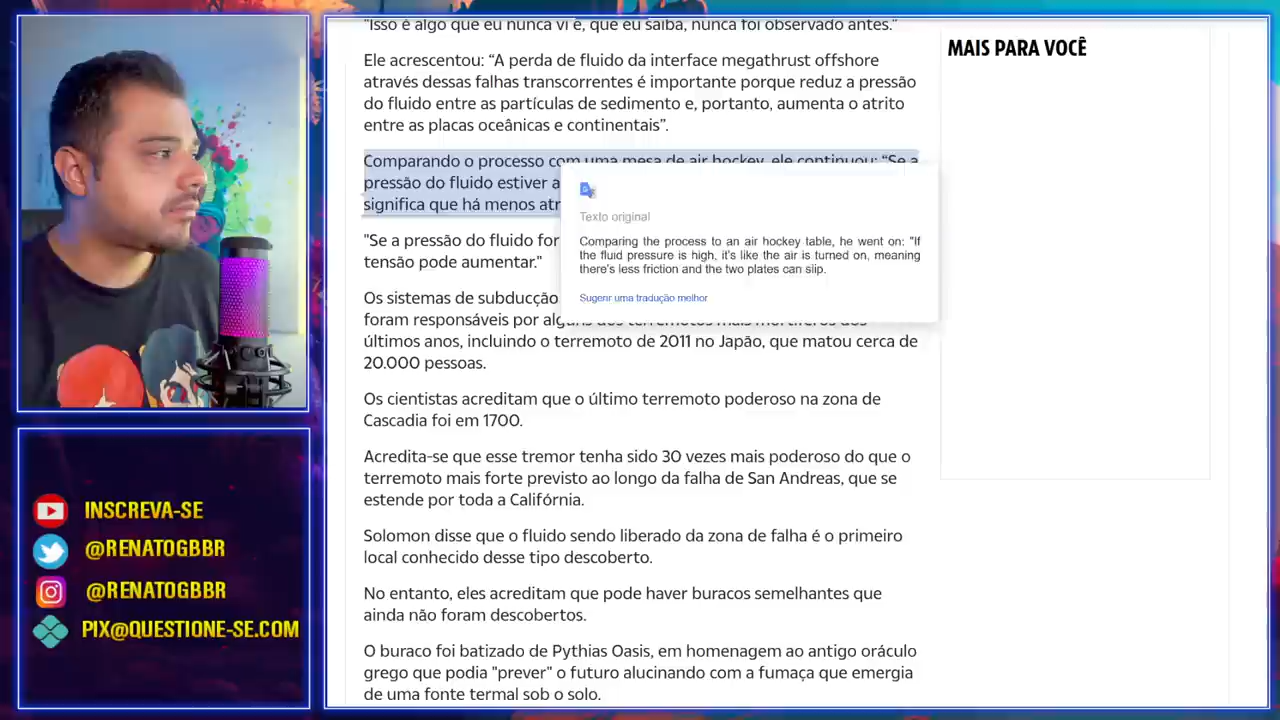 "Isso é algo que eu nunca vi e, que eu saiba, nunca foi observado antes."
Ele acrescentou: “A perda de fluido da interface megathrust offshore
através dessas falhas transcorrentes é importante porque reduz a pressão
do fluido entre as partículas de sedimento e, portanto, aumenta o atrito
entre as placas oceânicas e continentais”.
Comparando o processo com uma mesa de air hockey, ele continuou: “Se a
pressão do fluido estiver a
significa que há menos atr
"Se a pressão do fluido for
tensão pode aumentar."
Os sistemas de subducção
foram responsáveis por alguns dos terremotos mais mortíferos dos
últimos anos, incluindo o terremoto de 2011 no Japão, que matou cerca de
20.000 pessoas.
Os cientistas acreditam que o último terremoto poderoso na zona de
Cascadia foi em 1700.
Acredita-se que esse tremor tenha sido 30 vezes mais poderoso do que o
terremoto mais forte previsto ao longo da falha de San Andreas, que se
estende por toda a Califórnia.
Solomon disse que o fluido sendo liberado da zona de falha é o primeiro
local conhecido desse tipo descoberto.
No entanto, eles acreditam que pode haver buracos semelhantes que
ainda não foram descobertos.
O buraco foi batizado de Pythias Oasis, em homenagem ao antigo oráculo
grego que podia "prever" o futuro alucinando com a fumaça que emergia
de uma fonte termal sob o solo.
Texto original
Comparing the process to an air hockey table, he went on: "If
the fluid pressure is high, it's like the air is turned on, meaning
there's less friction and the two plates can slip.
Sugerir uma tradução melhor
MAIS PARA VOCÊ
INSCREVA-SE
@RENATOGBBR
@RENATOGBBR
PIX@QUESTIONE-SE.COM